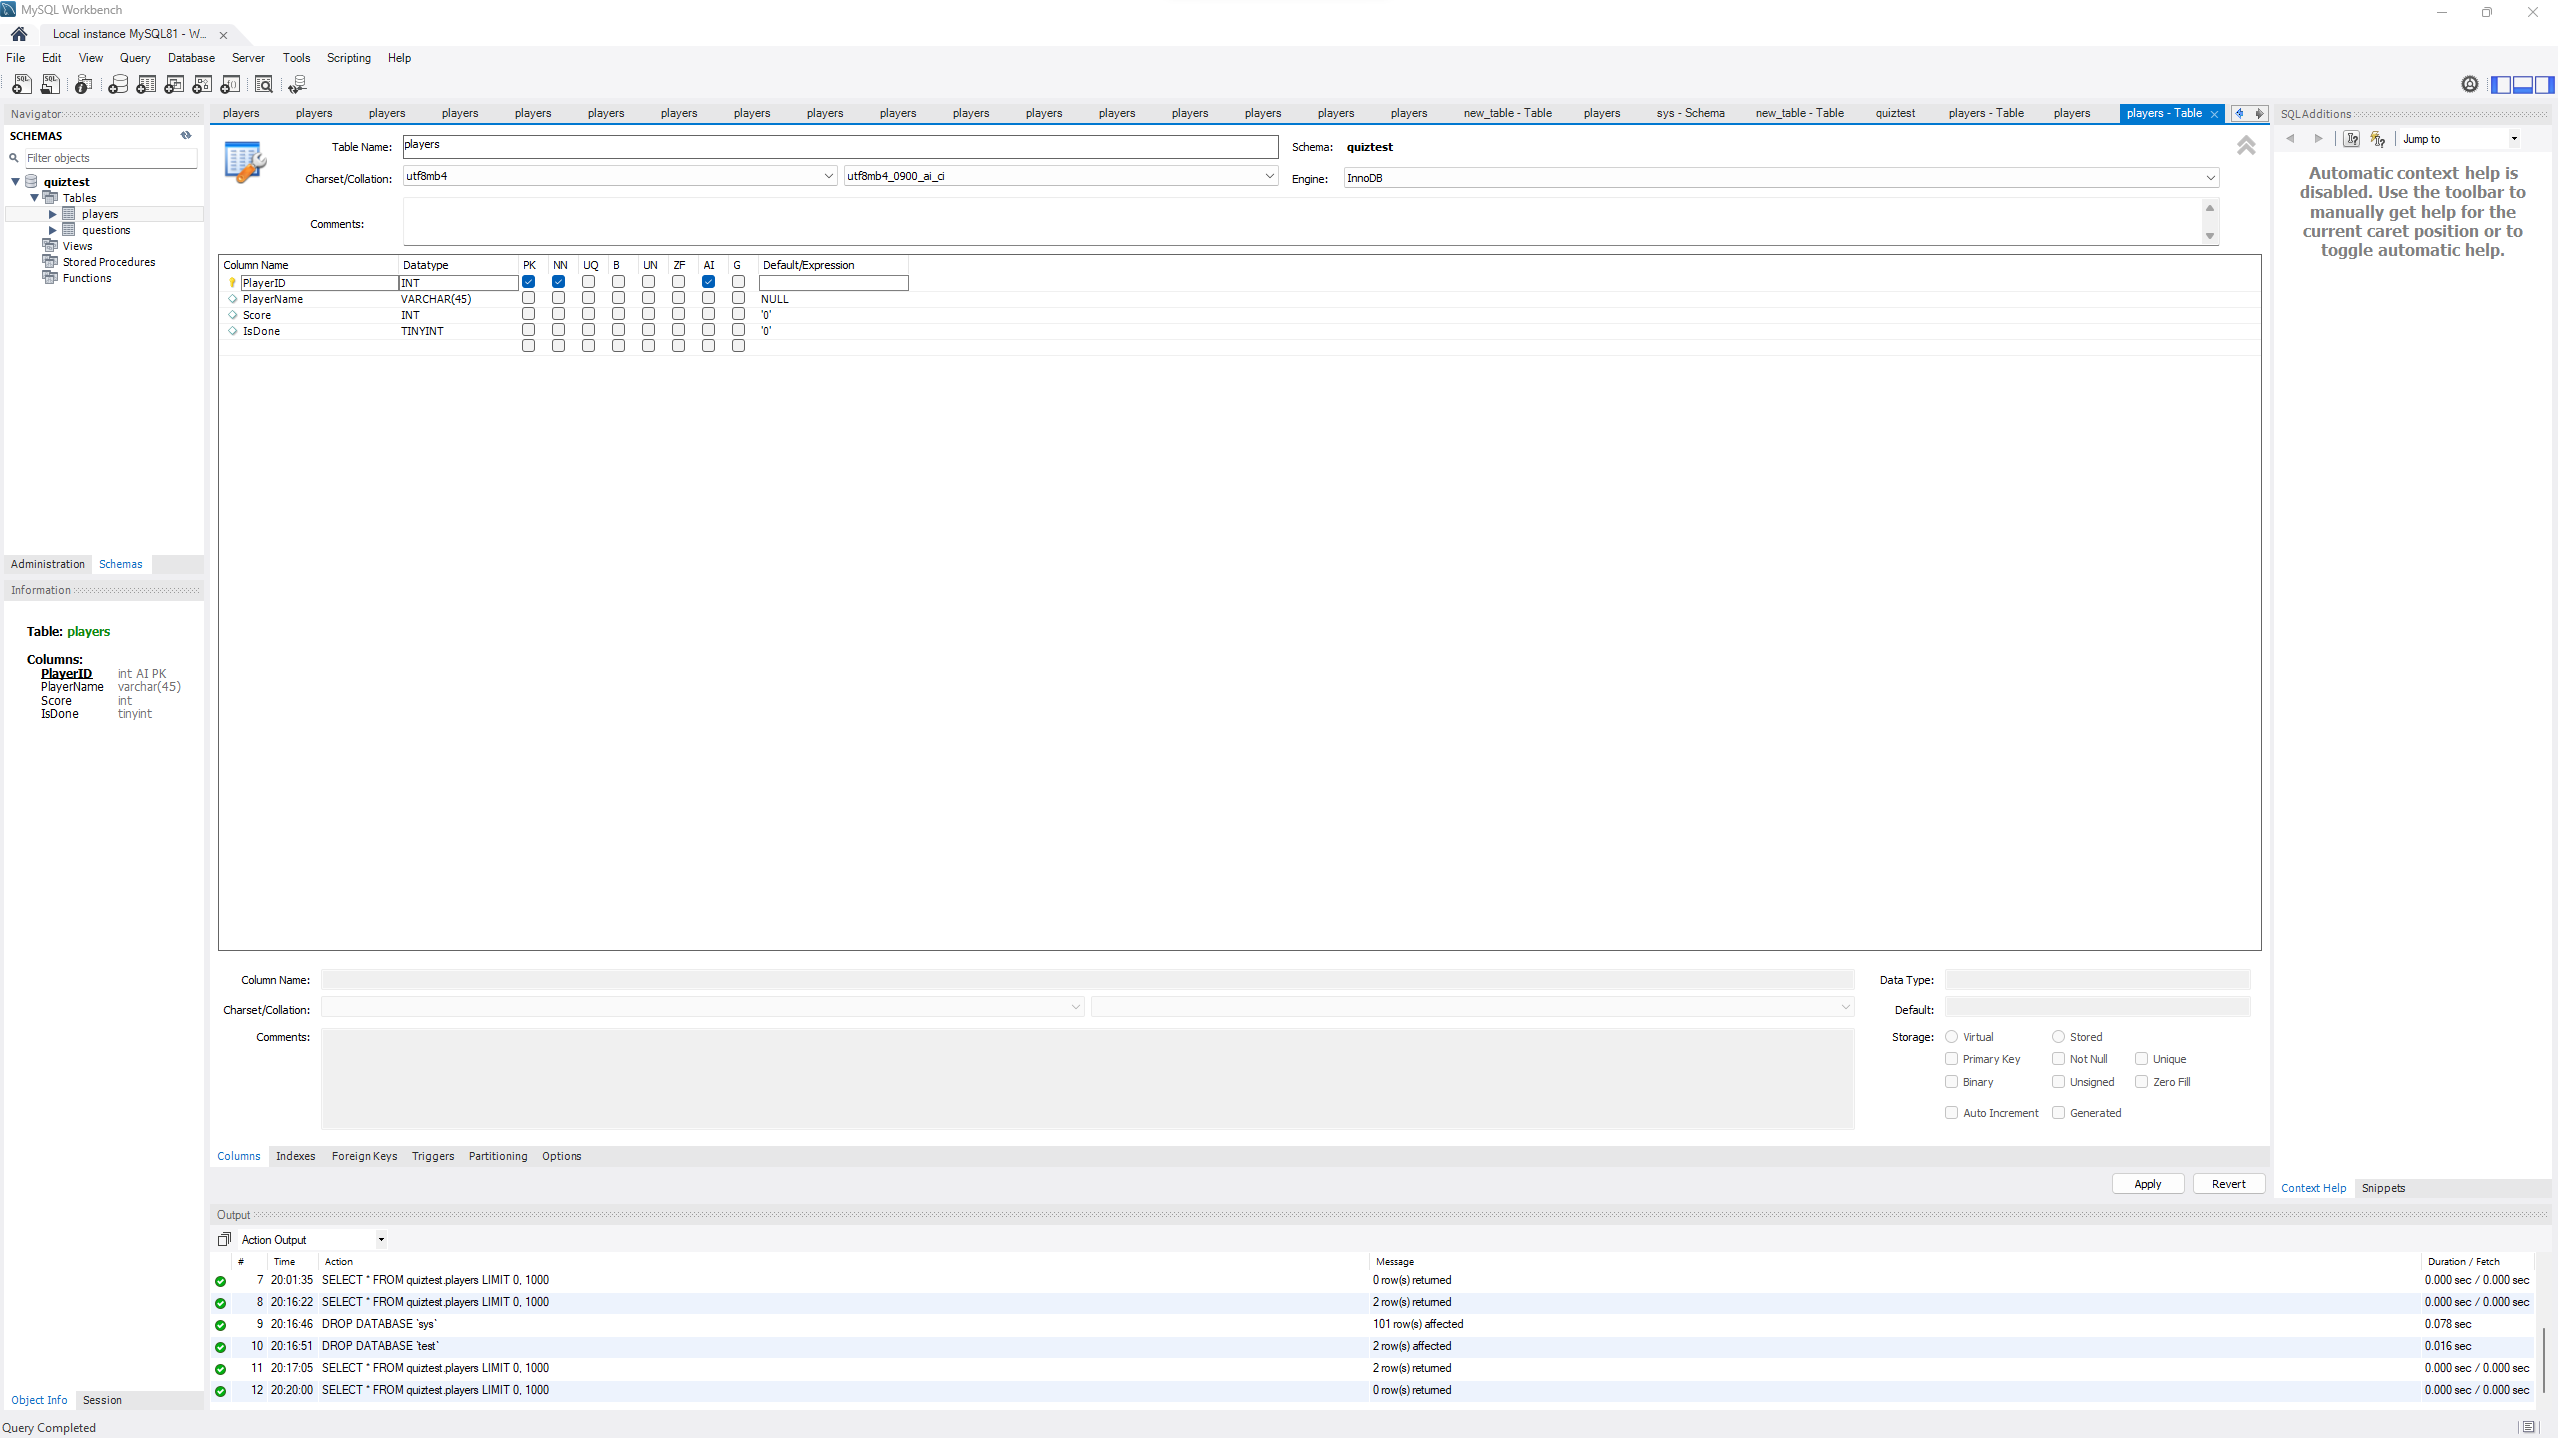 MySQL Workbench
Local instance MySQL81 - W...
File Edit View Query Database Server Tools Scripting Help
Navigator
SCHEMAS
Filter objects
quiztest
Tables
players
questions
Views
Stored Procedures
Functions
Administration Schemas
Information
Table: players
Columns:
PlayerID int AI PK
PlayerName varchar(45)
Score int
IsDone tinyint
Object Info Session
players players players players players players players players players players players players players players players players players new_table - Table players sys - Schema new_table - Table quiztest players - Table players players - Table
Table Name: players Schema: quiztest
Charset/Collation: utf8mb4 utf8mb4_0900_ai_ci Engine: InnoDB
Comments:
Column Name Datatype PK NN UQ B UN ZF AI G Default/Expression
PlayerID INT
PlayerName VARCHAR(45) NULL
Score INT '0'
IsDone TINYINT '0'
Column Name: Data Type:
Charset/Collation: Default:
Comments: Storage: Virtual Stored
Primary Key Not Null Unique
Binary Unsigned Zero Fill
Auto Increment Generated
Columns Indexes Foreign Keys Triggers Partitioning Options
Apply Revert
SQLAdditions
Jump to
Automatic context help is
disabled. Use the toolbar to
manually get help for the
current caret position or to
toggle automatic help.
Context Help Snippets
Output
Action Output
# Time Action Message Duration / Fetch
7 20:01:35 SELECT * FROM quiztest.players LIMIT 0, 1000 0 row(s) returned 0.000 sec / 0.000 sec
8 20:16:22 SELECT * FROM quiztest.players LIMIT 0, 1000 2 row(s) returned 0.000 sec / 0.000 sec
9 20:16:46 DROP DATABASE `sys` 101 row(s) affected 0.078 sec
10 20:16:51 DROP DATABASE `test` 2 row(s) affected 0.016 sec
11 20:17:05 SELECT * FROM quiztest.players LIMIT 0, 1000 2 row(s) returned 0.000 sec / 0.000 sec
12 20:20:00 SELECT * FROM quiztest.players LIMIT 0, 1000 0 row(s) returned 0.000 sec / 0.000 sec
Query Completed